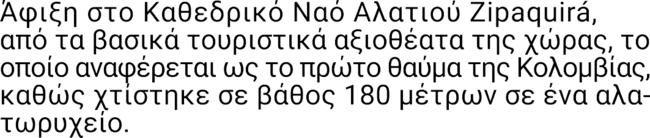 Άφιξη στο Καθεδρικό Ναό Αλατιού Zipaquirá,
από τα βασικά τουριστικά αξιοθέατα της χώρας, το
οποίο αναφέρεται ως το πρώτο θαύμα της Κολομβίας,
καθώς χτίστηκε σε βάθος 180 μέτρων σε ένα αλα-
τωρυχείο.